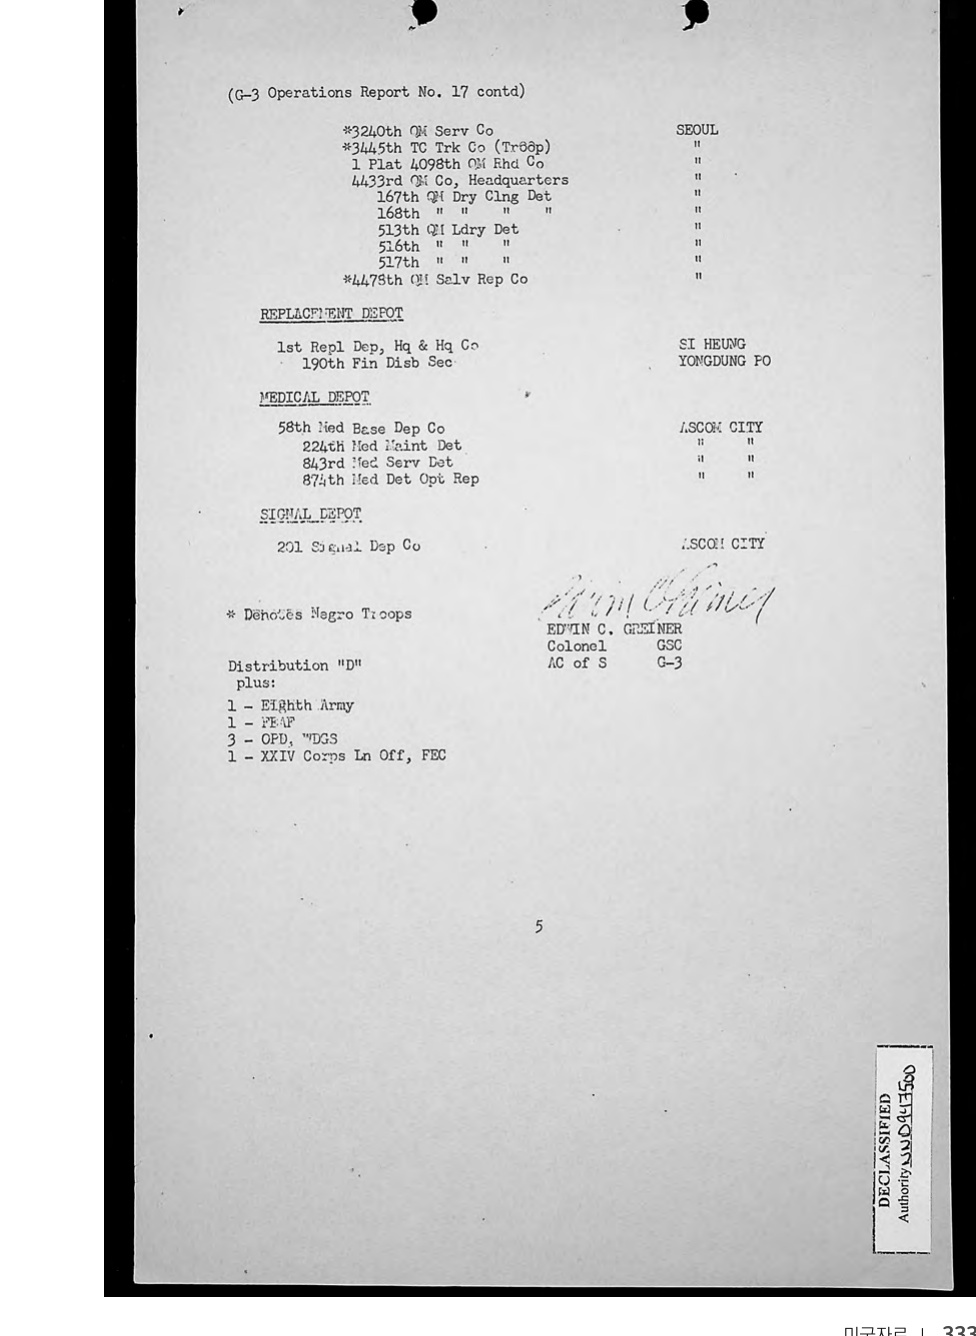 (G-3 Operations Report No. 17 contd)
*3240th QM Serv Co SEOUL
*3445th TC Trk Co (Troop) "
1 Plat 4098th QM Rhd Co "
4433rd QM Co, Headquarters "
167th QM Dry Clng Det "
168th " " " " "
513th QM Ldry Det "
516th " " " "
517th " " " "
*4478th QM Salv Rep Co "
REPLACEMENT DEPOT
1st Repl Dep, Hq & Hq Co SI HEUNG
190th Fin Disb Sec YONGDUNG PO
MEDICAL DEPOT
58th Med Base Dep Co ASCOM CITY
224th Med Maint Det " "
843rd Med Serv Det " "
874th Med Det Opt Rep " "
SIGNAL DEPOT
201 Signal Dep Co ASCOM CITY
* Denotes Negro Troops
EDWIN C. GREINER
Colonel GSC
AC of S G-3
Distribution "D"
plus:
1 - Eighth Army
1 - FEAF
3 - OPD, WDGS
1 - XXIV Corps Ln Off, FEC
5
DECLASSIFIED
Authority NND947500
미국자료 | 333